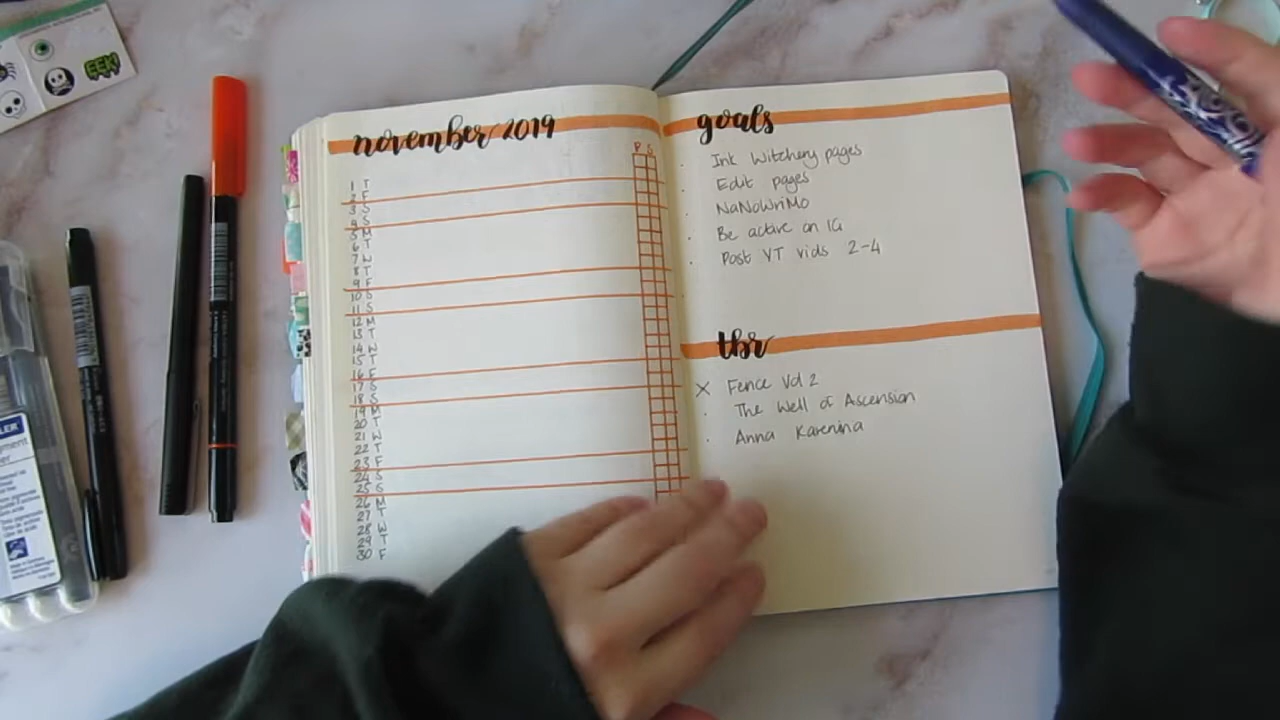 EEK!
november 2019
P S
1 T
2 F
3 S
4 S
5 M
6 T
7 W
8 T
9 F
10 S
11 S
12 M
13 T
14 W
15 T
16 F
17 S
18 S
19 M
20 T
21 W
22 T
23 F
24 S
25 S
26 M
27 T
28 W
29 T
30 F
goals
· Ink Witchery pages
· Edit pages
· NaNoWriMo
· Be active on IG
· Post YT vids 2-4
tbr
X Fence Vol 2
· The Well of Ascension
· Anna Karenina